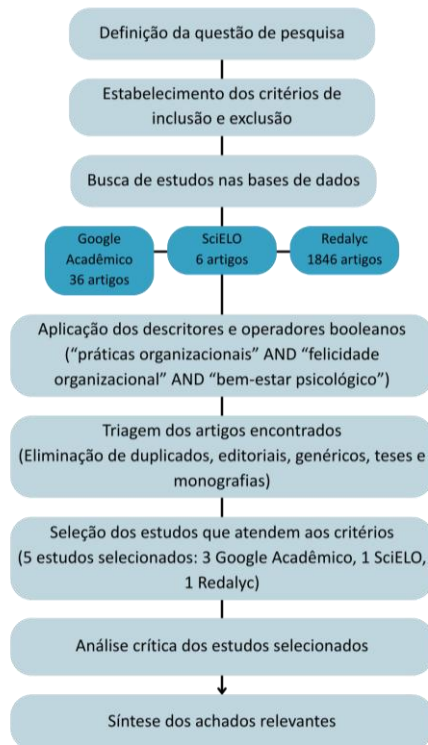 Definição da questão de pesquisa
Estabelecimento dos critérios de
inclusão e exclusão
Busca de estudos nas bases de dados
Google
Acadêmico
36 artigos
SciELO
6 artigos
Redalyc
1846 artigos
Aplicação dos descritores e operadores booleanos
(“práticas organizacionais” AND “felicidade
organizacional” AND “bem-estar psicológico”)
Triagem dos artigos encontrados
(Eliminação de duplicados, editoriais, genéricos, teses e
monografias)
Seleção dos estudos que atendem aos critérios
(5 estudos selecionados: 3 Google Acadêmico, 1 SciELO,
1 Redalyc)
Análise crítica dos estudos selecionados
Síntese dos achados relevantes